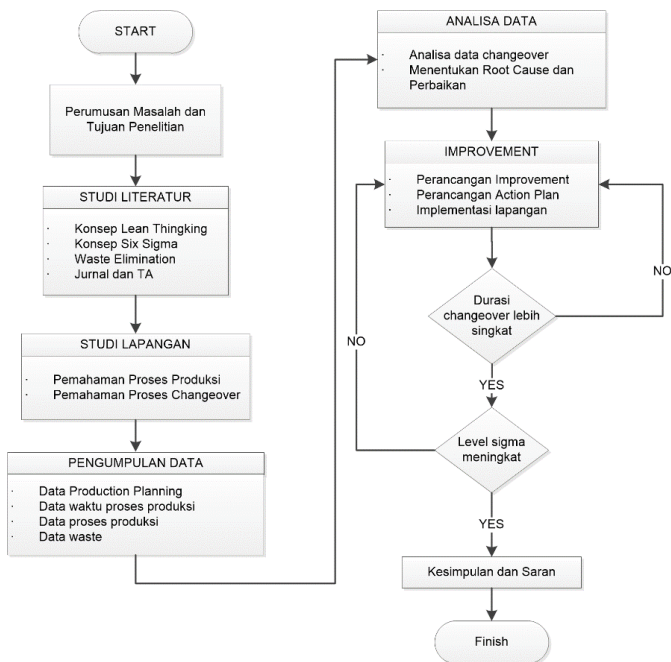 START
Perumusan Masalah dan
Tujuan Penelitian
STUDI LITERATUR
· Konsep Lean Thingking
· Konsep Six Sigma
· Waste Elimination
· Jurnal dan TA
STUDI LAPANGAN
· Pemahaman Proses Produksi
· Pemahaman Proses Changeover
PENGUMPULAN DATA
· Data Production Planning
· Data waktu proses produksi
· Data proses produksi
· Data waste
ANALISA DATA
· Analisa data changeover
· Menentukan Root Cause dan
Perbaikan
IMPROVEMENT
· Perancangan Improvement
· Perancangan Action Plan
· Implementasi lapangan
Durasi
changeover lebih
singkat
NO
YES
Level sigma
meningkat
NO
YES
Kesimpulan dan Saran
Finish